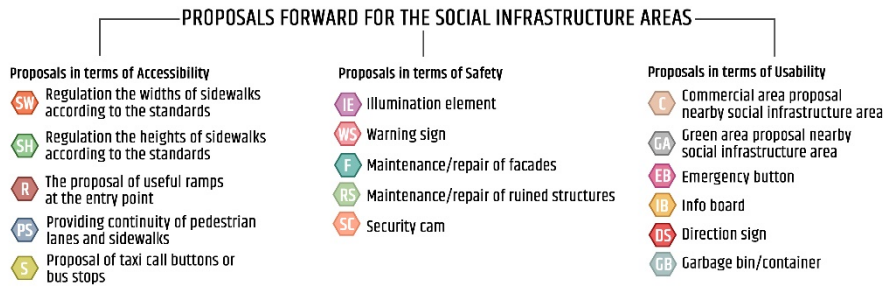 PROPOSALS FORWARD FOR THE SOCIAL INFRASTRUCTURE AREAS
Proposals in terms of Accessibility
SW Regulation the widths of sidewalks
according to the standards
SH Regulation the heights of sidewalks
according to the standards
R The proposal of useful ramps
at the entry point
PS Providing continuity of pedestrian
lanes and sidewalks
S Proposal of taxi call buttons or
bus stops
Proposals in terms of Safety
IE Illumination element
WS Warning sign
F Maintenance/repair of facades
RS Maintenance/repair of ruined structures
SC Security cam
Proposals in terms of Usability
C Commercial area proposal
nearby social infrastructure area
GA Green area proposal nearby
social infrastructure area
EB Emergency button
IB Info board
DS Direction sign
GB Garbage bin/container